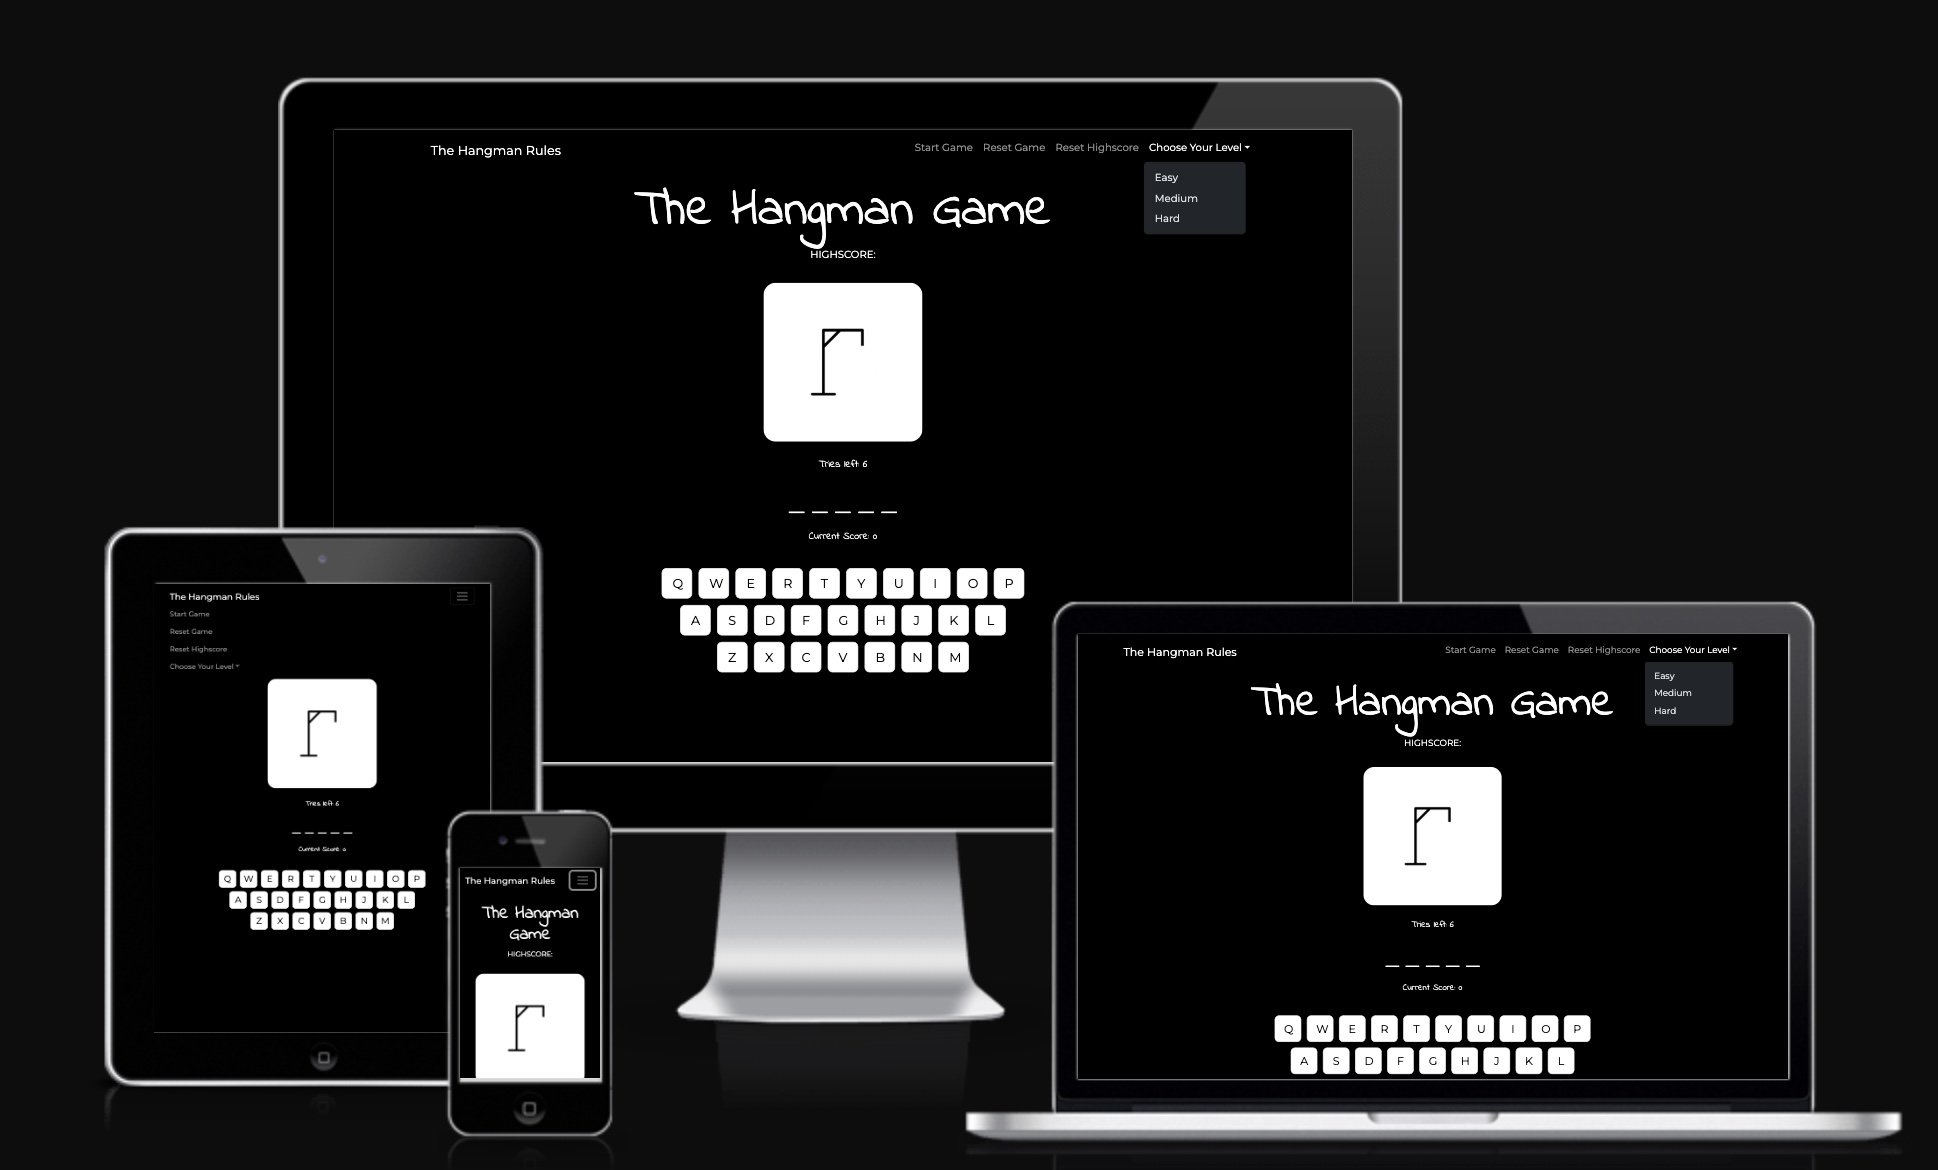 The Hangman Rules
Start Game Reset Game Reset Highscore Choose Your Level
Easy
Medium
Hard
The Hangman Game
HIGHSCORE:
Tries left: 6
_ _ _ _ _
Current Score: 0
Q W E R T Y U I O P
A S D F G H J K L
Z X C V B N M
The Hangman Rules
Start Game
Reset Game
Reset Highscore
Choose Your Level
Tries left: 6
_ _ _ _ _
Current Score: 0
Q W E R T Y U I O P
A S D F G H J K L
Z X C V B N M
The Hangman Rules
The Hangman
Game
HIGHSCORE:
The Hangman Rules
Start Game Reset Game Reset Highscore Choose Your Level
Easy
Medium
Hard
The Hangman Game
HIGHSCORE:
Tries left: 6
_ _ _ _ _
Current Score: 0
Q W E R T Y U I O P
A S D F G H J K L